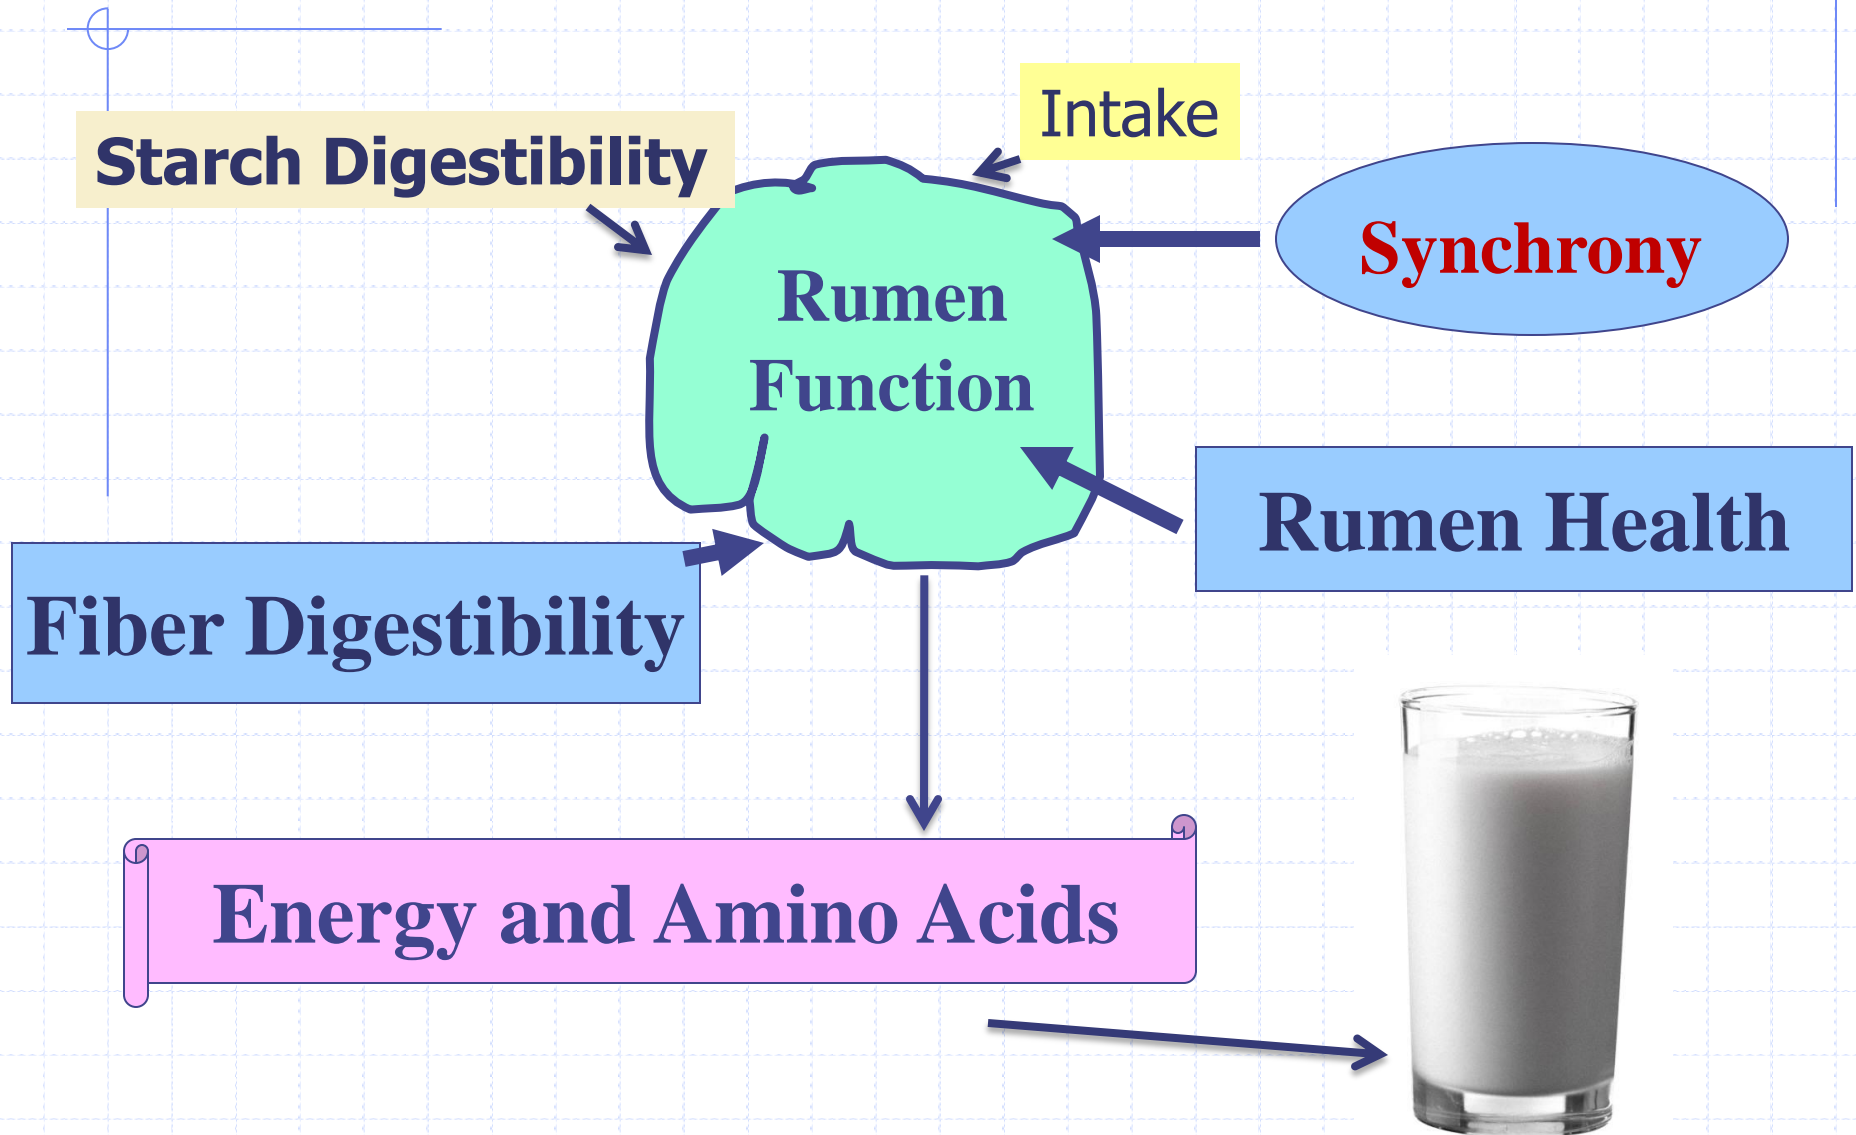 Intake
Starch Digestibility
Synchrony
Rumen
Function
Rumen Health
Fiber Digestibility
Energy and Amino Acids